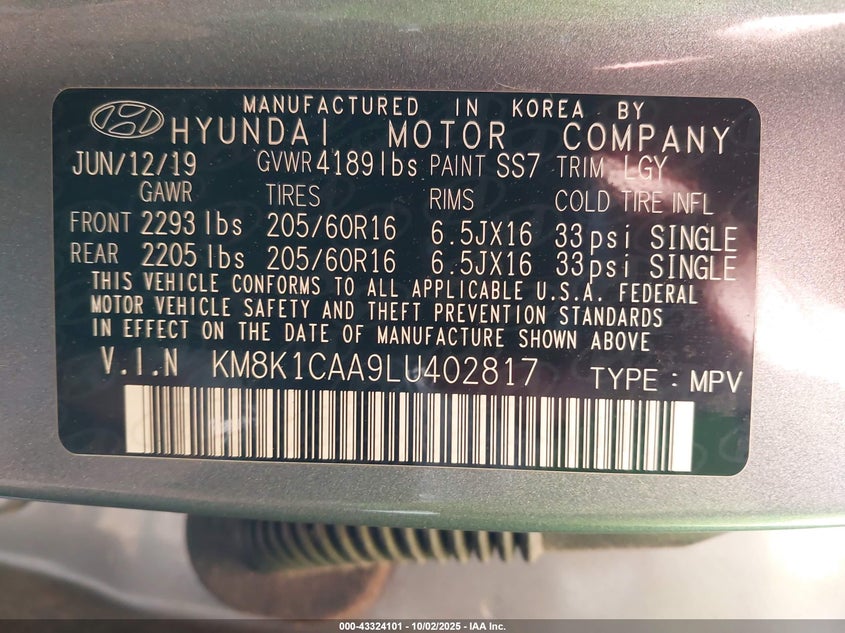 MANUFACTURED IN KOREA BY
HYUNDAI MOTOR COMPANY
JUN/12/19 GVWR 4189lbs PAINT SS7 TRIM LGY
GAWR TIRES RIMS COLD TIRE INFL
FRONT 2293 lbs 205/60R16 6.5JX16 33psi SINGLE
REAR 2205 lbs 205/60R16 6.5JX16 33psi SINGLE
THIS VEHICLE CONFORMS TO ALL APPLICABLE U.S.A. FEDERAL
MOTOR VEHICLE SAFETY AND THEFT PREVENTION STANDARDS
IN EFFECT ON THE DATE OF MANUFACTURE SHOWN ABOVE
V.I.N KM8K1CAA9LU402817 TYPE : MPV
000-43324101 - 10/02/2025 - IAA Inc.